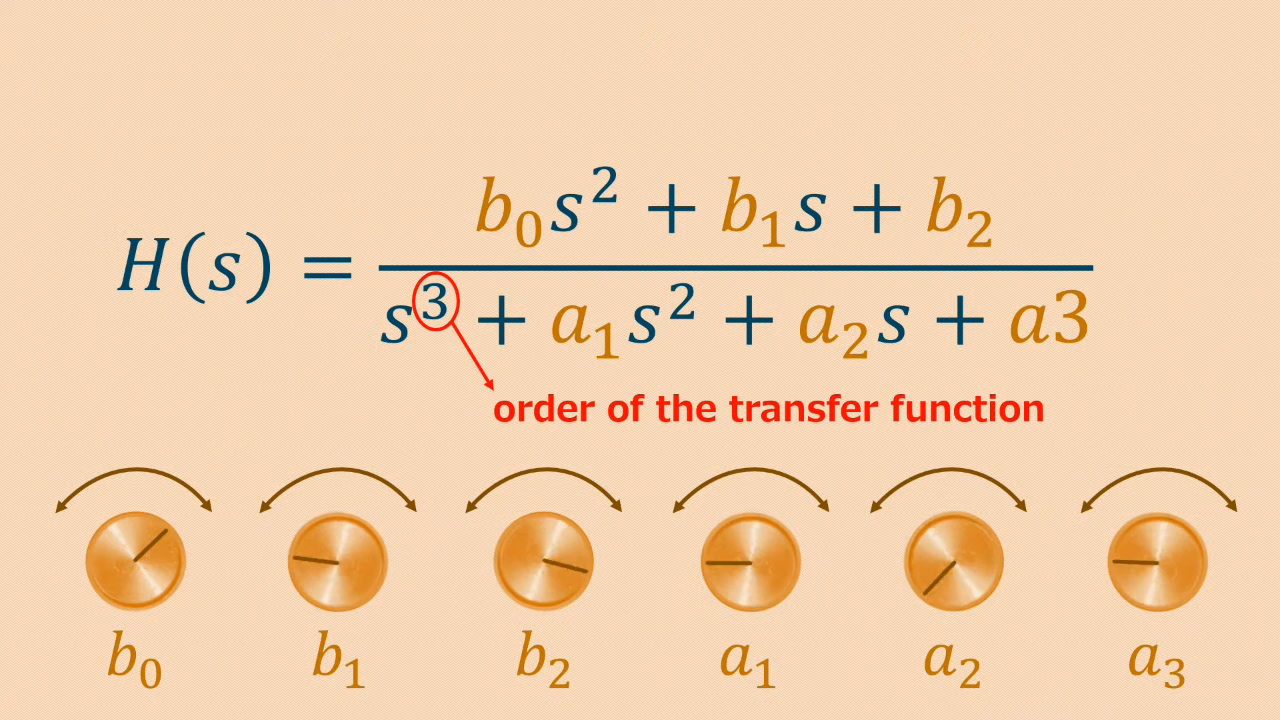 H(s) = (b₀s² + b₁s + b₂) / (s³ + a₁s² + a₂s + a3)
order of the transfer function
b₀ b₁ b₂ a₁ a₂ a₃